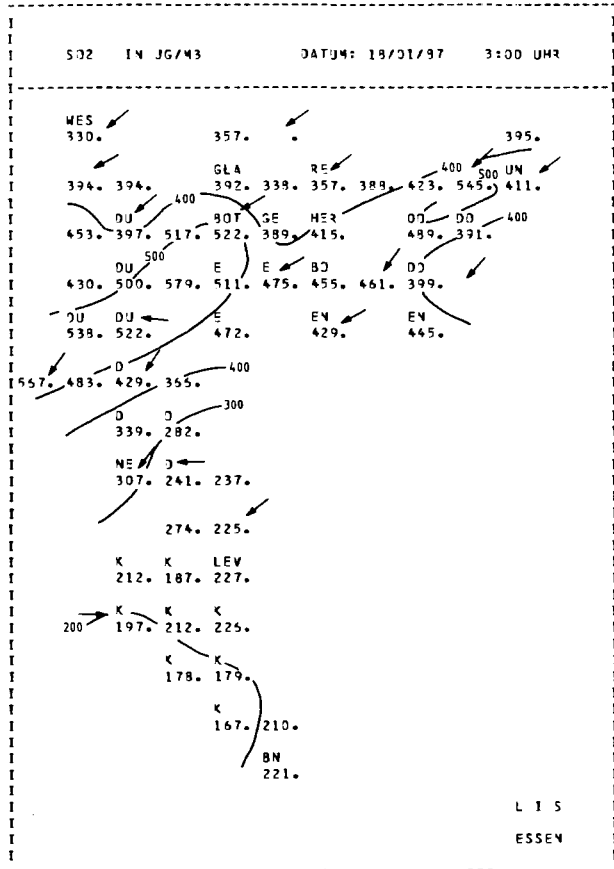 SO2 IN JG/M3 DATUM: 18/01/87 3:00 UHR
WES
330. 357. . 395.
GLA RE 400 500 UN
394. 394. 392. 338. 357. 388. 423. 545. 411.
400
DU BOT GE HER DO DO 400
453. 397. 517. 522. 389. 415. 489. 391.
500
DU E E BO DO
430. 500. 579. 511. 475. 455. 461. 399.
DU DU E EN EN
538. 522. 472. 429. 445.
D 400
567. 483. 429. 365.
300
D D
339. 282.
NE D
307. 241. 237.
274. 225.
K K LEV
212. 187. 227.
K K K
200 197. 212. 225.
K K
178. 179.
K
167. 210.
BN
221.
L I S
ESSEN